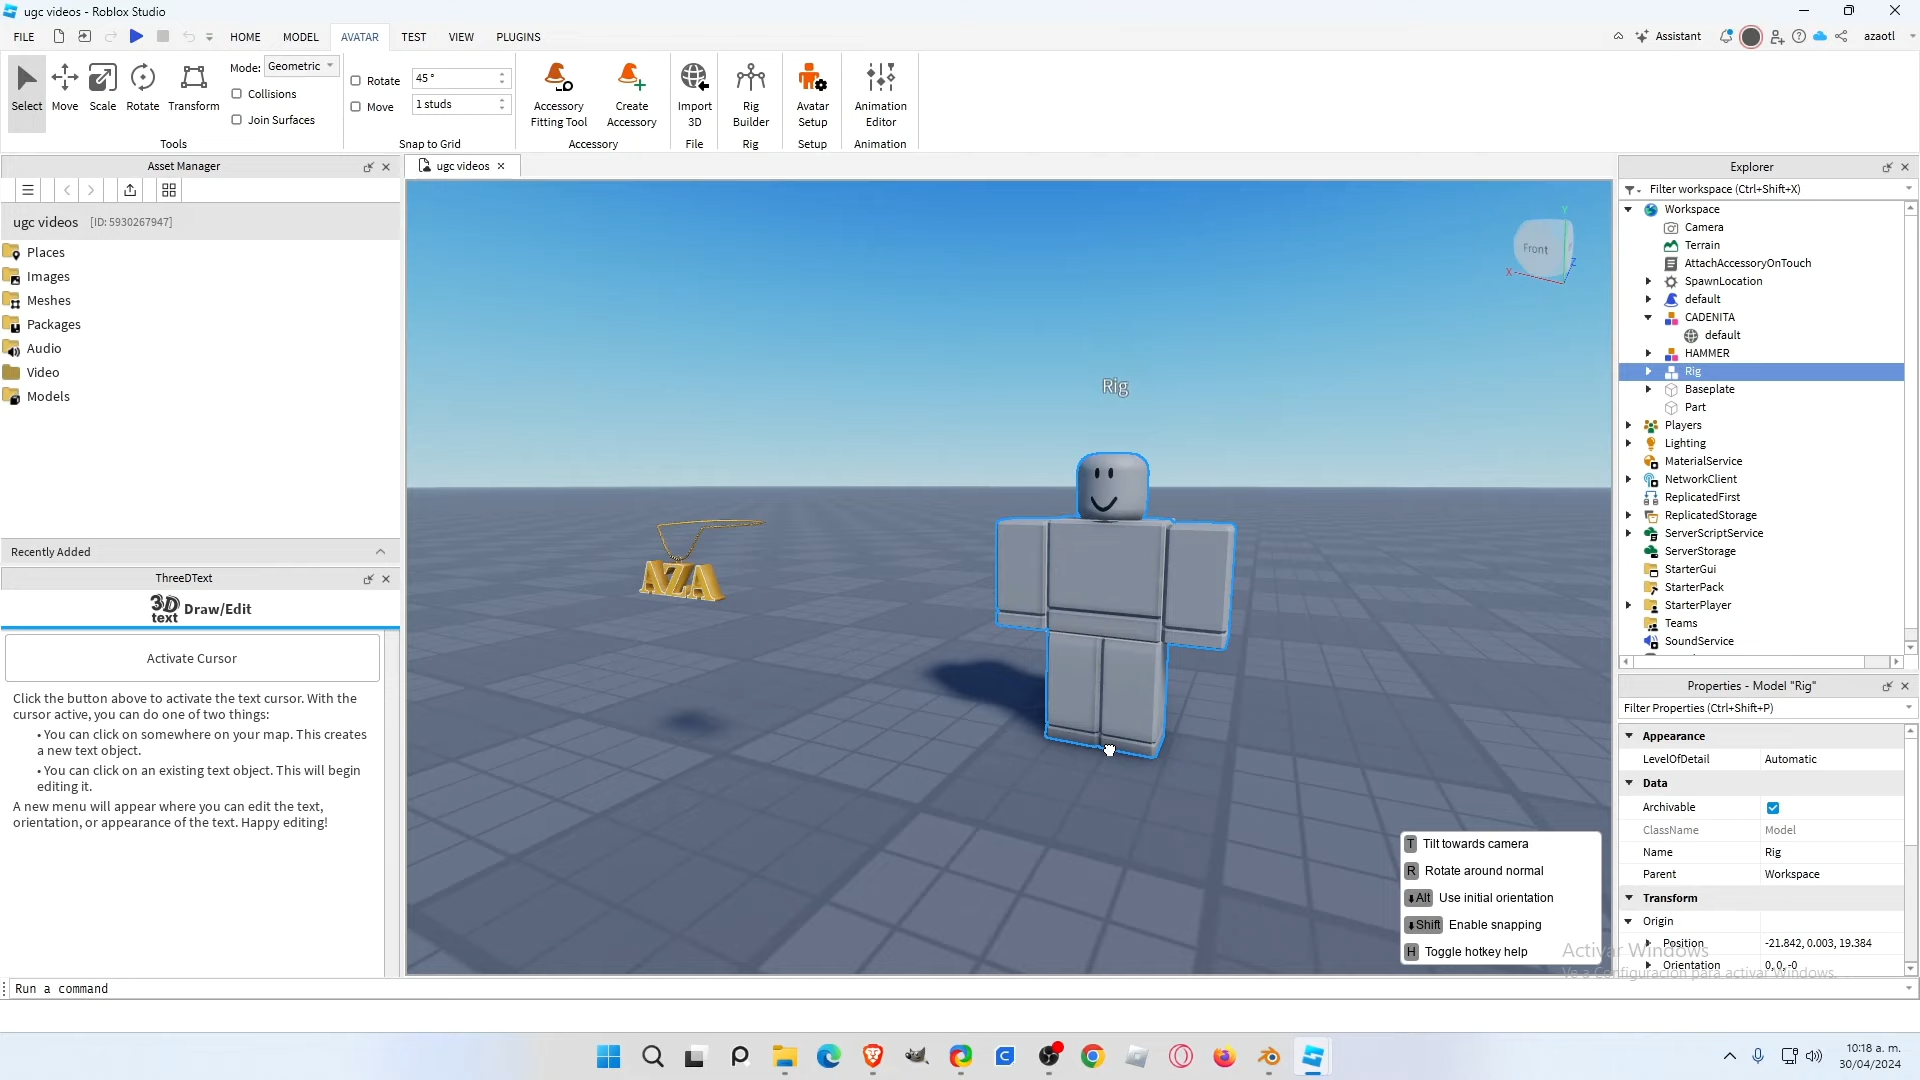 ugc videos - Roblox Studio
FILE HOME MODEL AVATAR TEST VIEW PLUGINS
Assistant azaotl
Select Move Scale Rotate Transform
Mode: Geometric
Collisions
Join Surfaces
Rotate 45 °
Move 1 studs
Accessory Fitting Tool
Create Accessory
Import 3D
Rig Builder
Avatar Setup
Animation Editor
Tools Snap to Grid Accessory File Rig Setup Animation
Asset Manager
ugc videos [ID: 5930267947]
Places
Images
Meshes
Packages
Audio
Video
Models
Recently Added
ThreeDText
3D text Draw/Edit
Activate Cursor
Click the button above to activate the text cursor. With the
cursor active, you can do one of two things:
• You can click on somewhere on your map. This creates
a new text object.
• You can click on an existing text object. This will begin
editing it.
A new menu will appear where you can edit the text,
orientation, or appearance of the text. Happy editing!
Run a command
ugc videos
Front
X
Y
Z
Rig
AZA
T Tilt towards camera
R Rotate around normal
Alt Use initial orientation
Shift Enable snapping
H Toggle hotkey help
Explorer
Filter workspace (Ctrl+Shift+X)
Workspace
Camera
Terrain
AttachAccessoryOnTouch
SpawnLocation
default
CADENITA
default
HAMMER
Rig
Baseplate
Part
Players
Lighting
MaterialService
NetworkClient
ReplicatedFirst
ReplicatedStorage
ServerScriptService
ServerStorage
StarterGui
StarterPack
StarterPlayer
Teams
SoundService
Properties - Model "Rig"
Filter Properties (Ctrl+Shift+P)
Appearance
LevelOfDetail Automatic
Data
Archivable
ClassName Model
Name Rig
Parent Workspace
Transform
Origin
Position -21.842, 0.003, 19.384
Orientation 0, 0, -0
Activar Windows
Ve a Configuración para activar Windows.
10:18 a. m.
30/04/2024